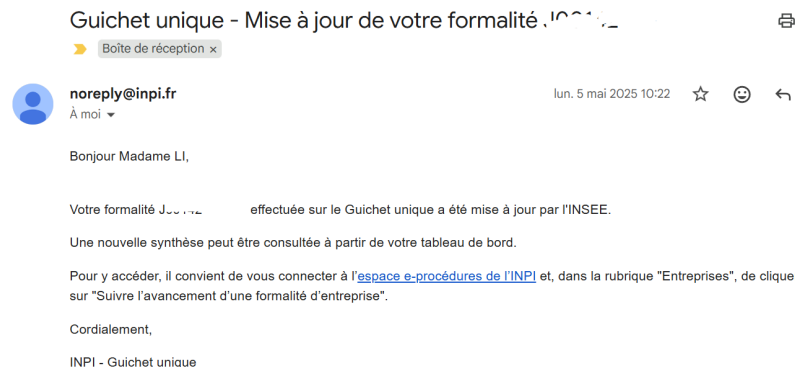 Guichet unique - Mise à jour de votre formalité
Boîte de réception ×
noreply@inpi.fr
lun. 5 mai 2025 10:22
À moi
Bonjour Madame LI,
Votre formalité effectuée sur le Guichet unique a été mise à jour par l'INSEE.
Une nouvelle synthèse peut être consultée à partir de votre tableau de bord.
Pour y accéder, il convient de vous connecter à l'espace e-procédures de l'INPI et, dans la rubrique "Entreprises", de clique
sur "Suivre l'avancement d'une formalité d'entreprise".
Cordialement,
INPI - Guichet unique